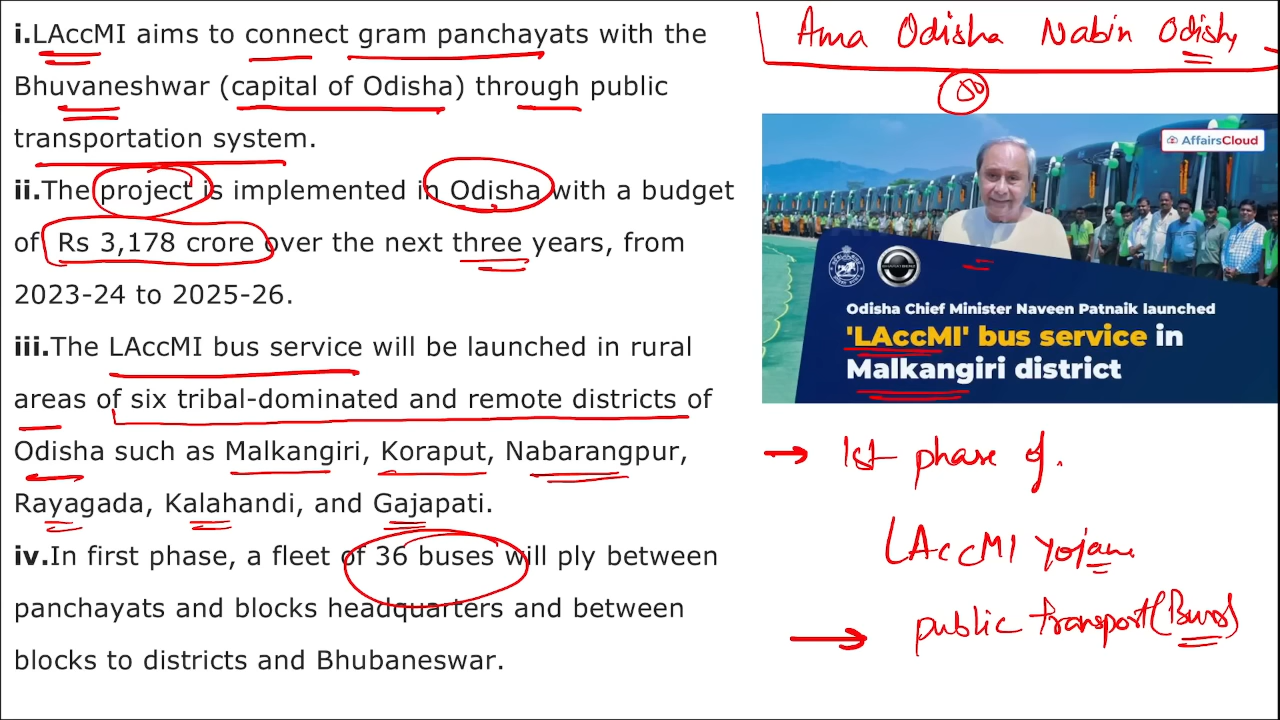 i.LAccMI aims to connect gram panchayats with the
Bhuvaneshwar (capital of Odisha) through public
transportation system.
ii.The project is implemented in Odisha with a budget
of Rs 3,178 crore over the next three years, from
2023-24 to 2025-26.
iii.The LAccMI bus service will be launched in rural
areas of six tribal-dominated and remote districts of
Odisha such as Malkangiri, Koraput, Nabarangpur,
Rayagada, Kalahandi, and Gajapati.
iv.In first phase, a fleet of 36 buses will ply between
panchayats and blocks headquarters and between
blocks to districts and Bhubaneswar.
Ama Odisha Nabin Odisha
AffairsCloud
Odisha Chief Minister Naveen Patnaik launched
'LAccMI' bus service in
Malkangiri district
→ 1st phase of.
LAccMI yojana
→ public transport (Buses)